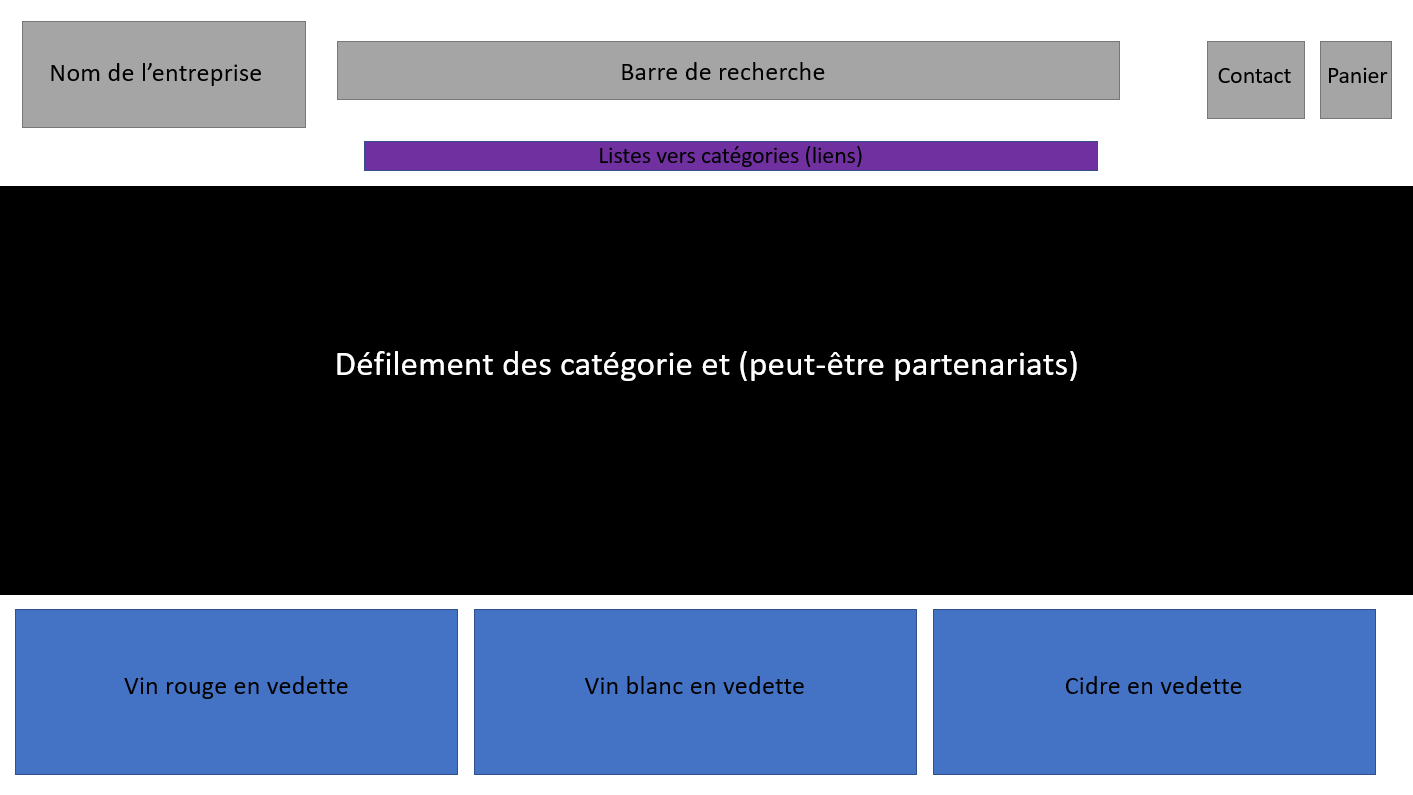 Nom de l’entreprise
Barre de recherche
Contact
Panier
Listes vers catégories (liens)
Défilement des catégorie et (peut-être partenariats)
Vin rouge en vedette
Vin blanc en vedette
Cidre en vedette